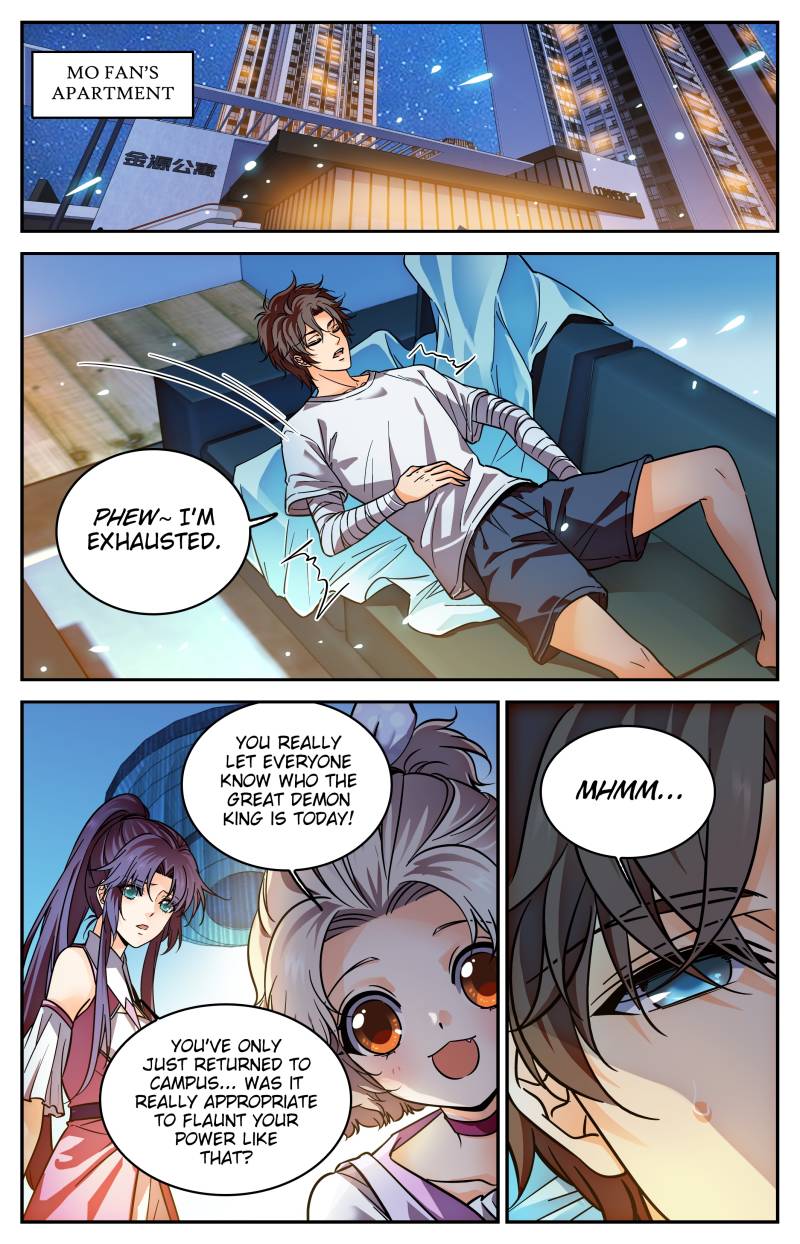 MO FAN'S
APARTMENT
金源公寓
COMMERCIAL
PHEW~ I'M
EXHAUSTED.
YOU REALLY
LET EVERYONE
KNOW WHO THE
GREAT DEMON
KING IS TODAY!
YOU'VE ONLY
JUST RETURNED TO
CAMPUS... WAS IT
REALLY APPROPRIATE
TO FLAUNT YOUR
POWER LIKE
THAT?
MHMM...